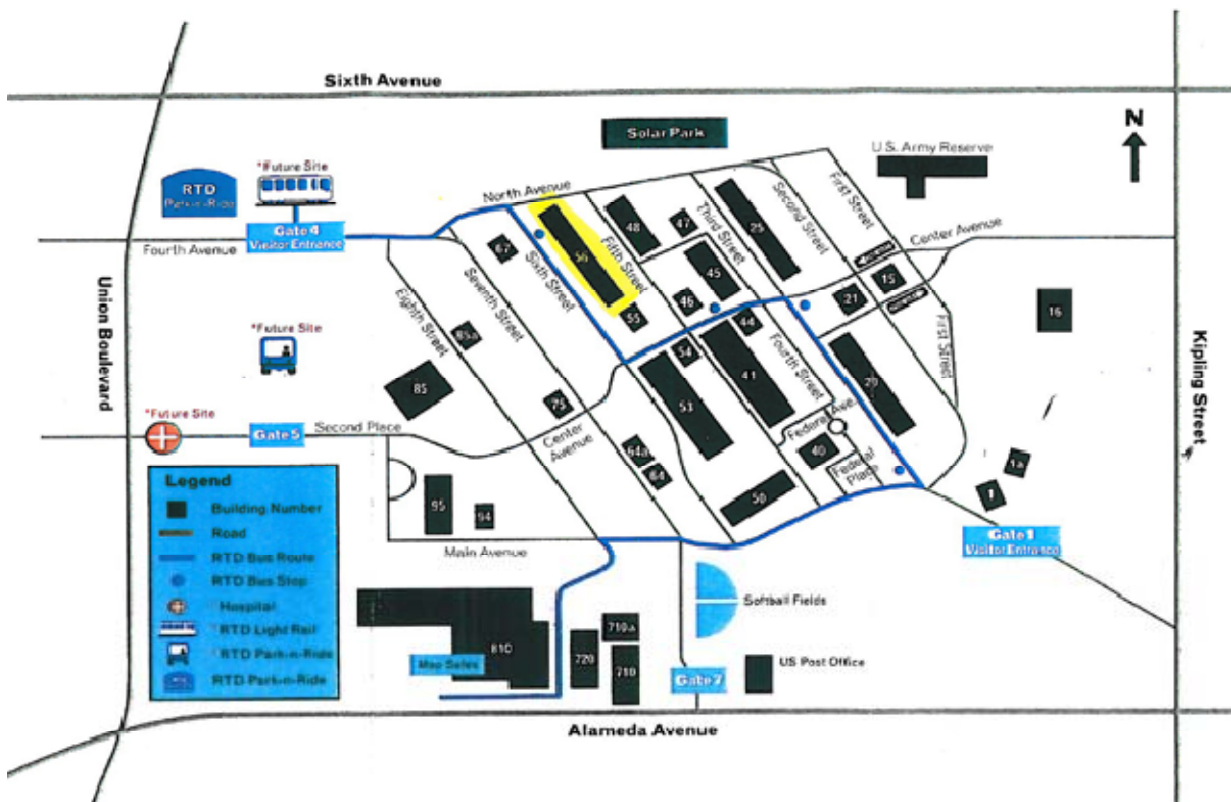 Sixth Avenue
Solar Park
N
U.S. Army Reserve
*Future Site
RTD
Park-n-Ride
North Avenue
First Street
Second Street
Third Street
Center Avenue
Gate 4
Visitor Entrance
Fourth Avenue
48
47
25
67
56
Fifth Street
Sixth Street
45
15
21
46
55
44
16
Union Boulevard
Seventh Street
Eighth Street
*Future Site
85a
54
Fourth Street
First Street
Kipling Street
41
85
53
75
*Future Site
Gate 5
Second Place
Center
Avenue
Federal Ave
40
Federal
Place
64a
64
50
1a
1
Legend
Building Number
Road
RTD Bus Route
RTD Bus Stop
*Hospital
*RTD Light Rail
*RTD Park-n-Ride
RTD Park-n-Ride
95
94
Main Avenue
Gate 1
Visitor Entrance
Softball Fields
810
Map Sales
710a
720
710
Gate 7
US Post Office
Alameda Avenue